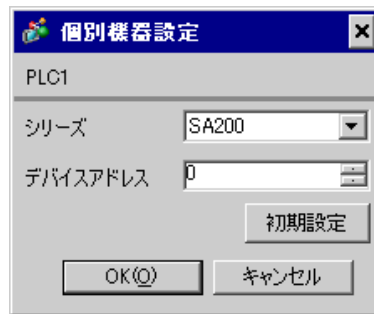 個別機器設定
PLC1
シリーズ SA200
デバイスアドレス 0
初期設定
OK(O) キャンセル